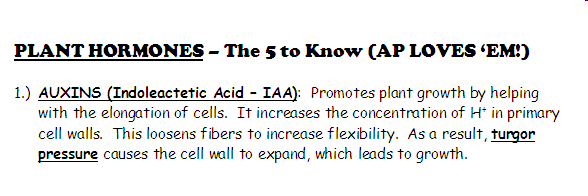 PLANT HORMONES – The 5 to Know (AP LOVES ‘EM!)
1.) AUXINS (Indoleactetic Acid – IAA): Promotes plant growth by helping
with the elongation of cells. It increases the concentration of H⁺ in primary
cell walls. This loosens fibers to increase flexibility. As a result, turgor
pressure causes the cell wall to expand, which leads to growth.